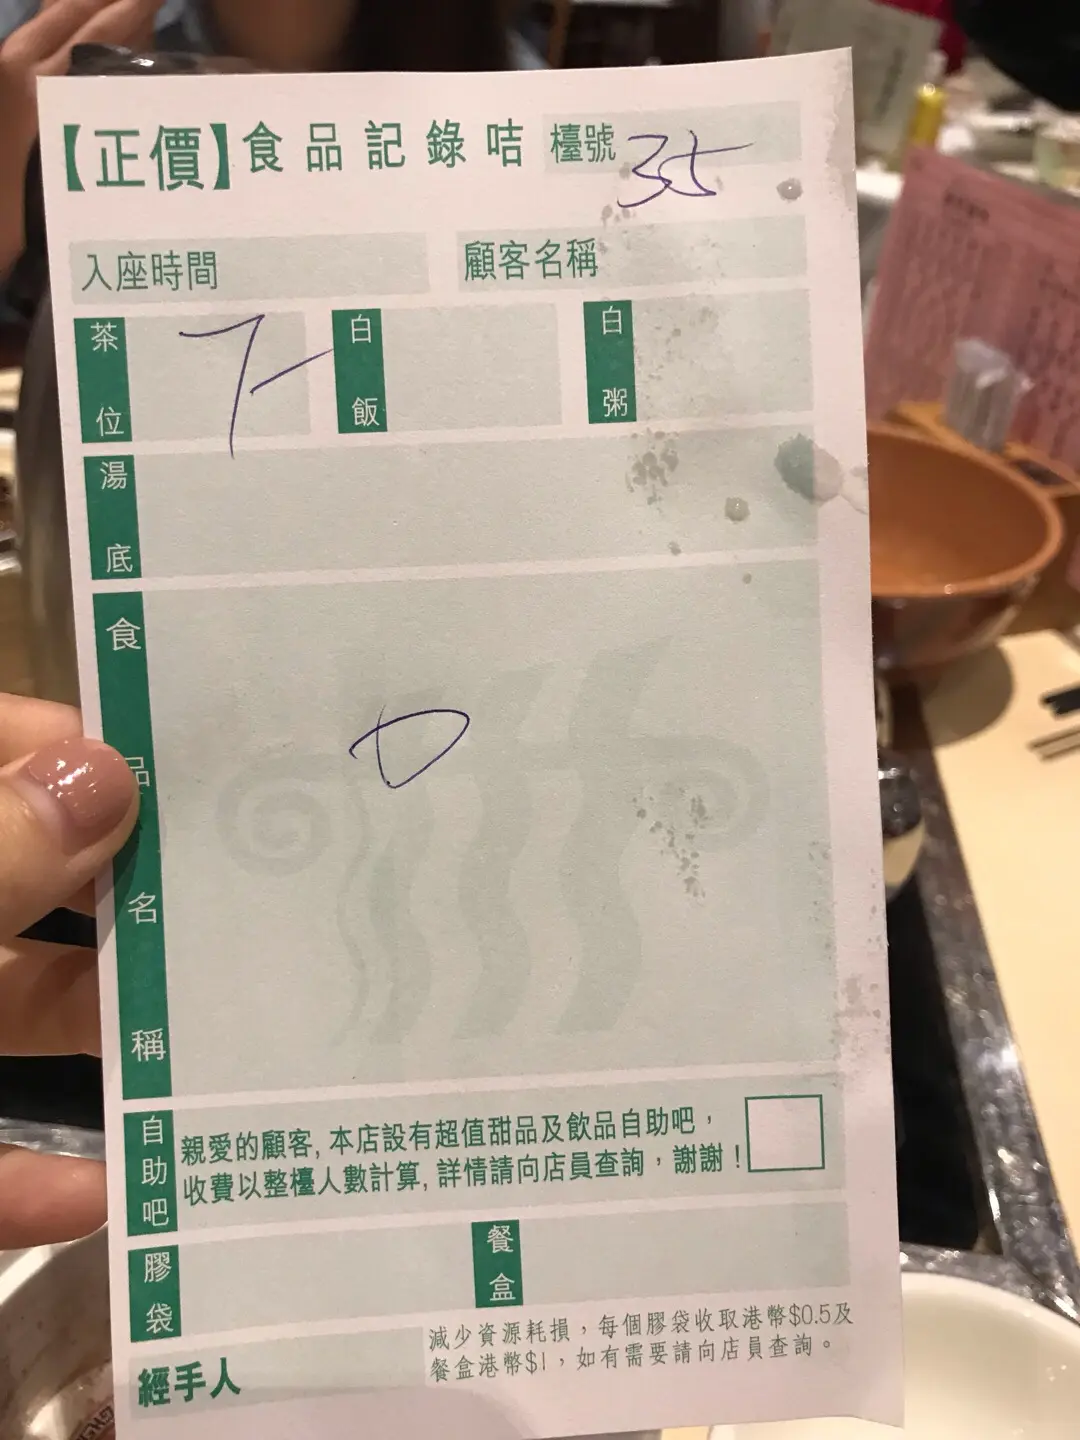 【正價】食品記錄咭 檯號 35
入座時間 顧客名稱
茶位 7 白飯 白粥
湯底
食品名稱
自助吧 親愛的顧客, 本店設有超值甜品及飲品自助吧，
收費以整檯人數計算, 詳情請向店員查詢，謝謝！
膠袋 餐盒
經手人 減少資源耗損，每個膠袋收取港幣$0.5及
餐盒港幣$1，如有需要請向店員查詢。